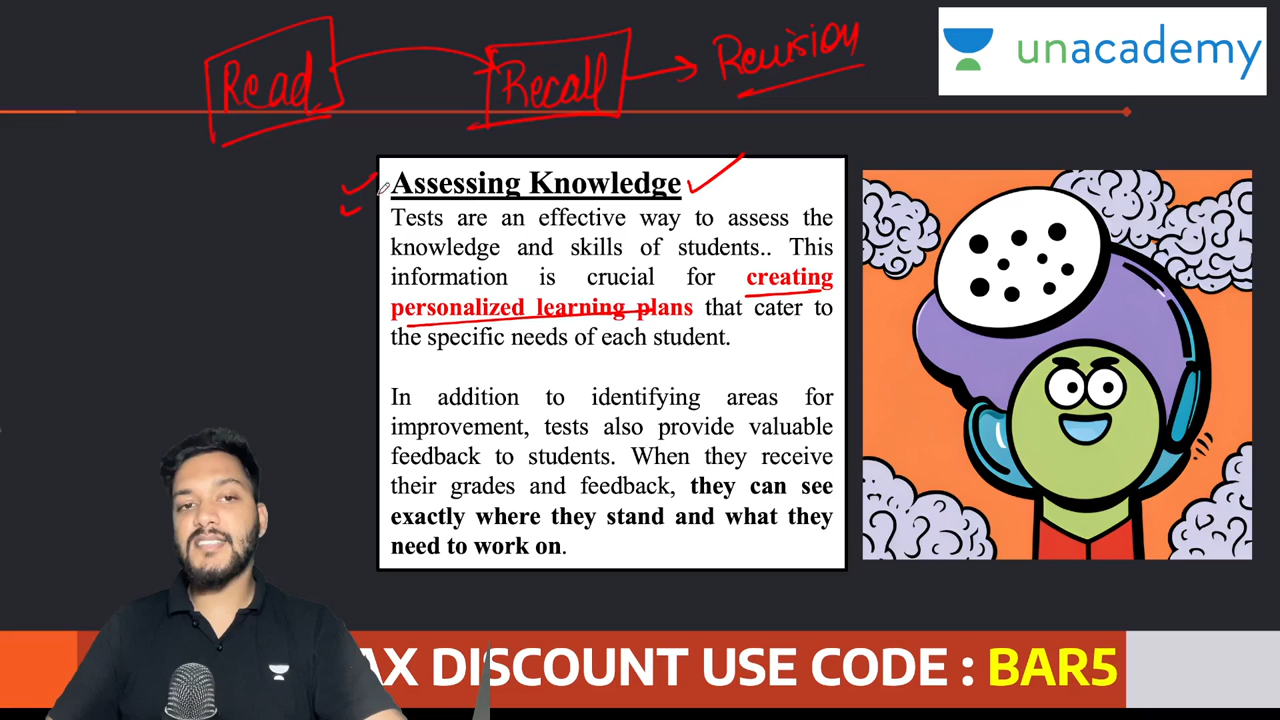 Read Recall Revision
unacademy
Assessing Knowledge
Tests are an effective way to assess the
knowledge and skills of students.. This
information is crucial for creating
personalized learning plans that cater to
the specific needs of each student.
In addition to identifying areas for
improvement, tests also provide valuable
feedback to students. When they receive
their grades and feedback, they can see
exactly where they stand and what they
need to work on.
AX DISCOUNT USE CODE : BAR5